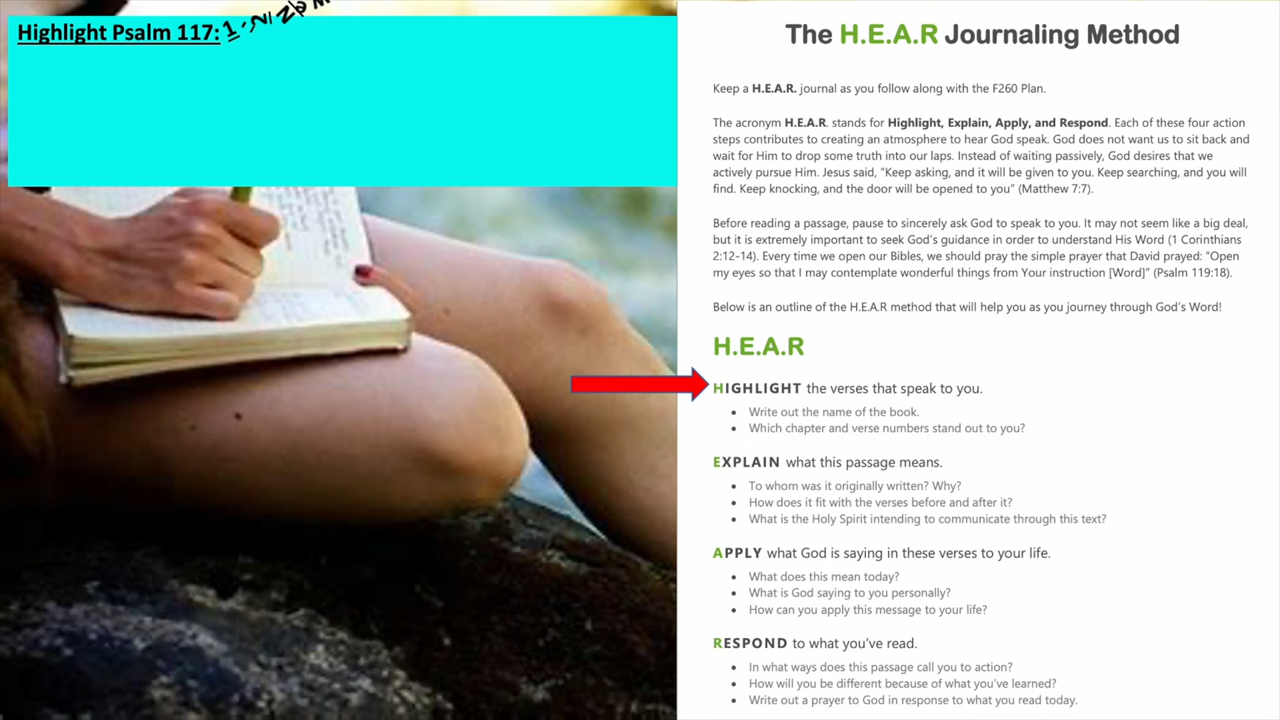 Highlight Psalm 117:
The H.E.A.R Journaling Method
Keep a H.E.A.R. journal as you follow along with the F260 Plan.
The acronym H.E.A.R. stands for Highlight, Explain, Apply, and Respond. Each of these four action
steps contributes to creating an atmosphere to hear God speak. God does not want us to sit back and
wait for Him to drop some truth into our laps. Instead of waiting passively, God desires that we
actively pursue Him. Jesus said, “Keep asking, and it will be given to you. Keep searching, and you will
find. Keep knocking, and the door will be opened to you” (Matthew 7:7).
Before reading a passage, pause to sincerely ask God to speak to you. It may not seem like a big deal,
but it is extremely important to seek God’s guidance in order to understand His Word (1 Corinthians
2:12-14). Every time we open our Bibles, we should pray the simple prayer that David prayed: “Open
my eyes so that I may contemplate wonderful things from Your instruction [Word]” (Psalm 119:18).
Below is an outline of the H.E.A.R method that will help you as you journey through God’s Word!
H.E.A.R
HIGHLIGHT the verses that speak to you.
• Write out the name of the book.
• Which chapter and verse numbers stand out to you?
EXPLAIN what this passage means.
• To whom was it originally written? Why?
• How does it fit with the verses before and after it?
• What is the Holy Spirit intending to communicate through this text?
APPLY what God is saying in these verses to your life.
• What does this mean today?
• What is God saying to you personally?
• How can you apply this message to your life?
RESPOND to what you’ve read.
• In what ways does this passage call you to action?
• How will you be different because of what you’ve learned?
• Write out a prayer to God in response to what you read today.